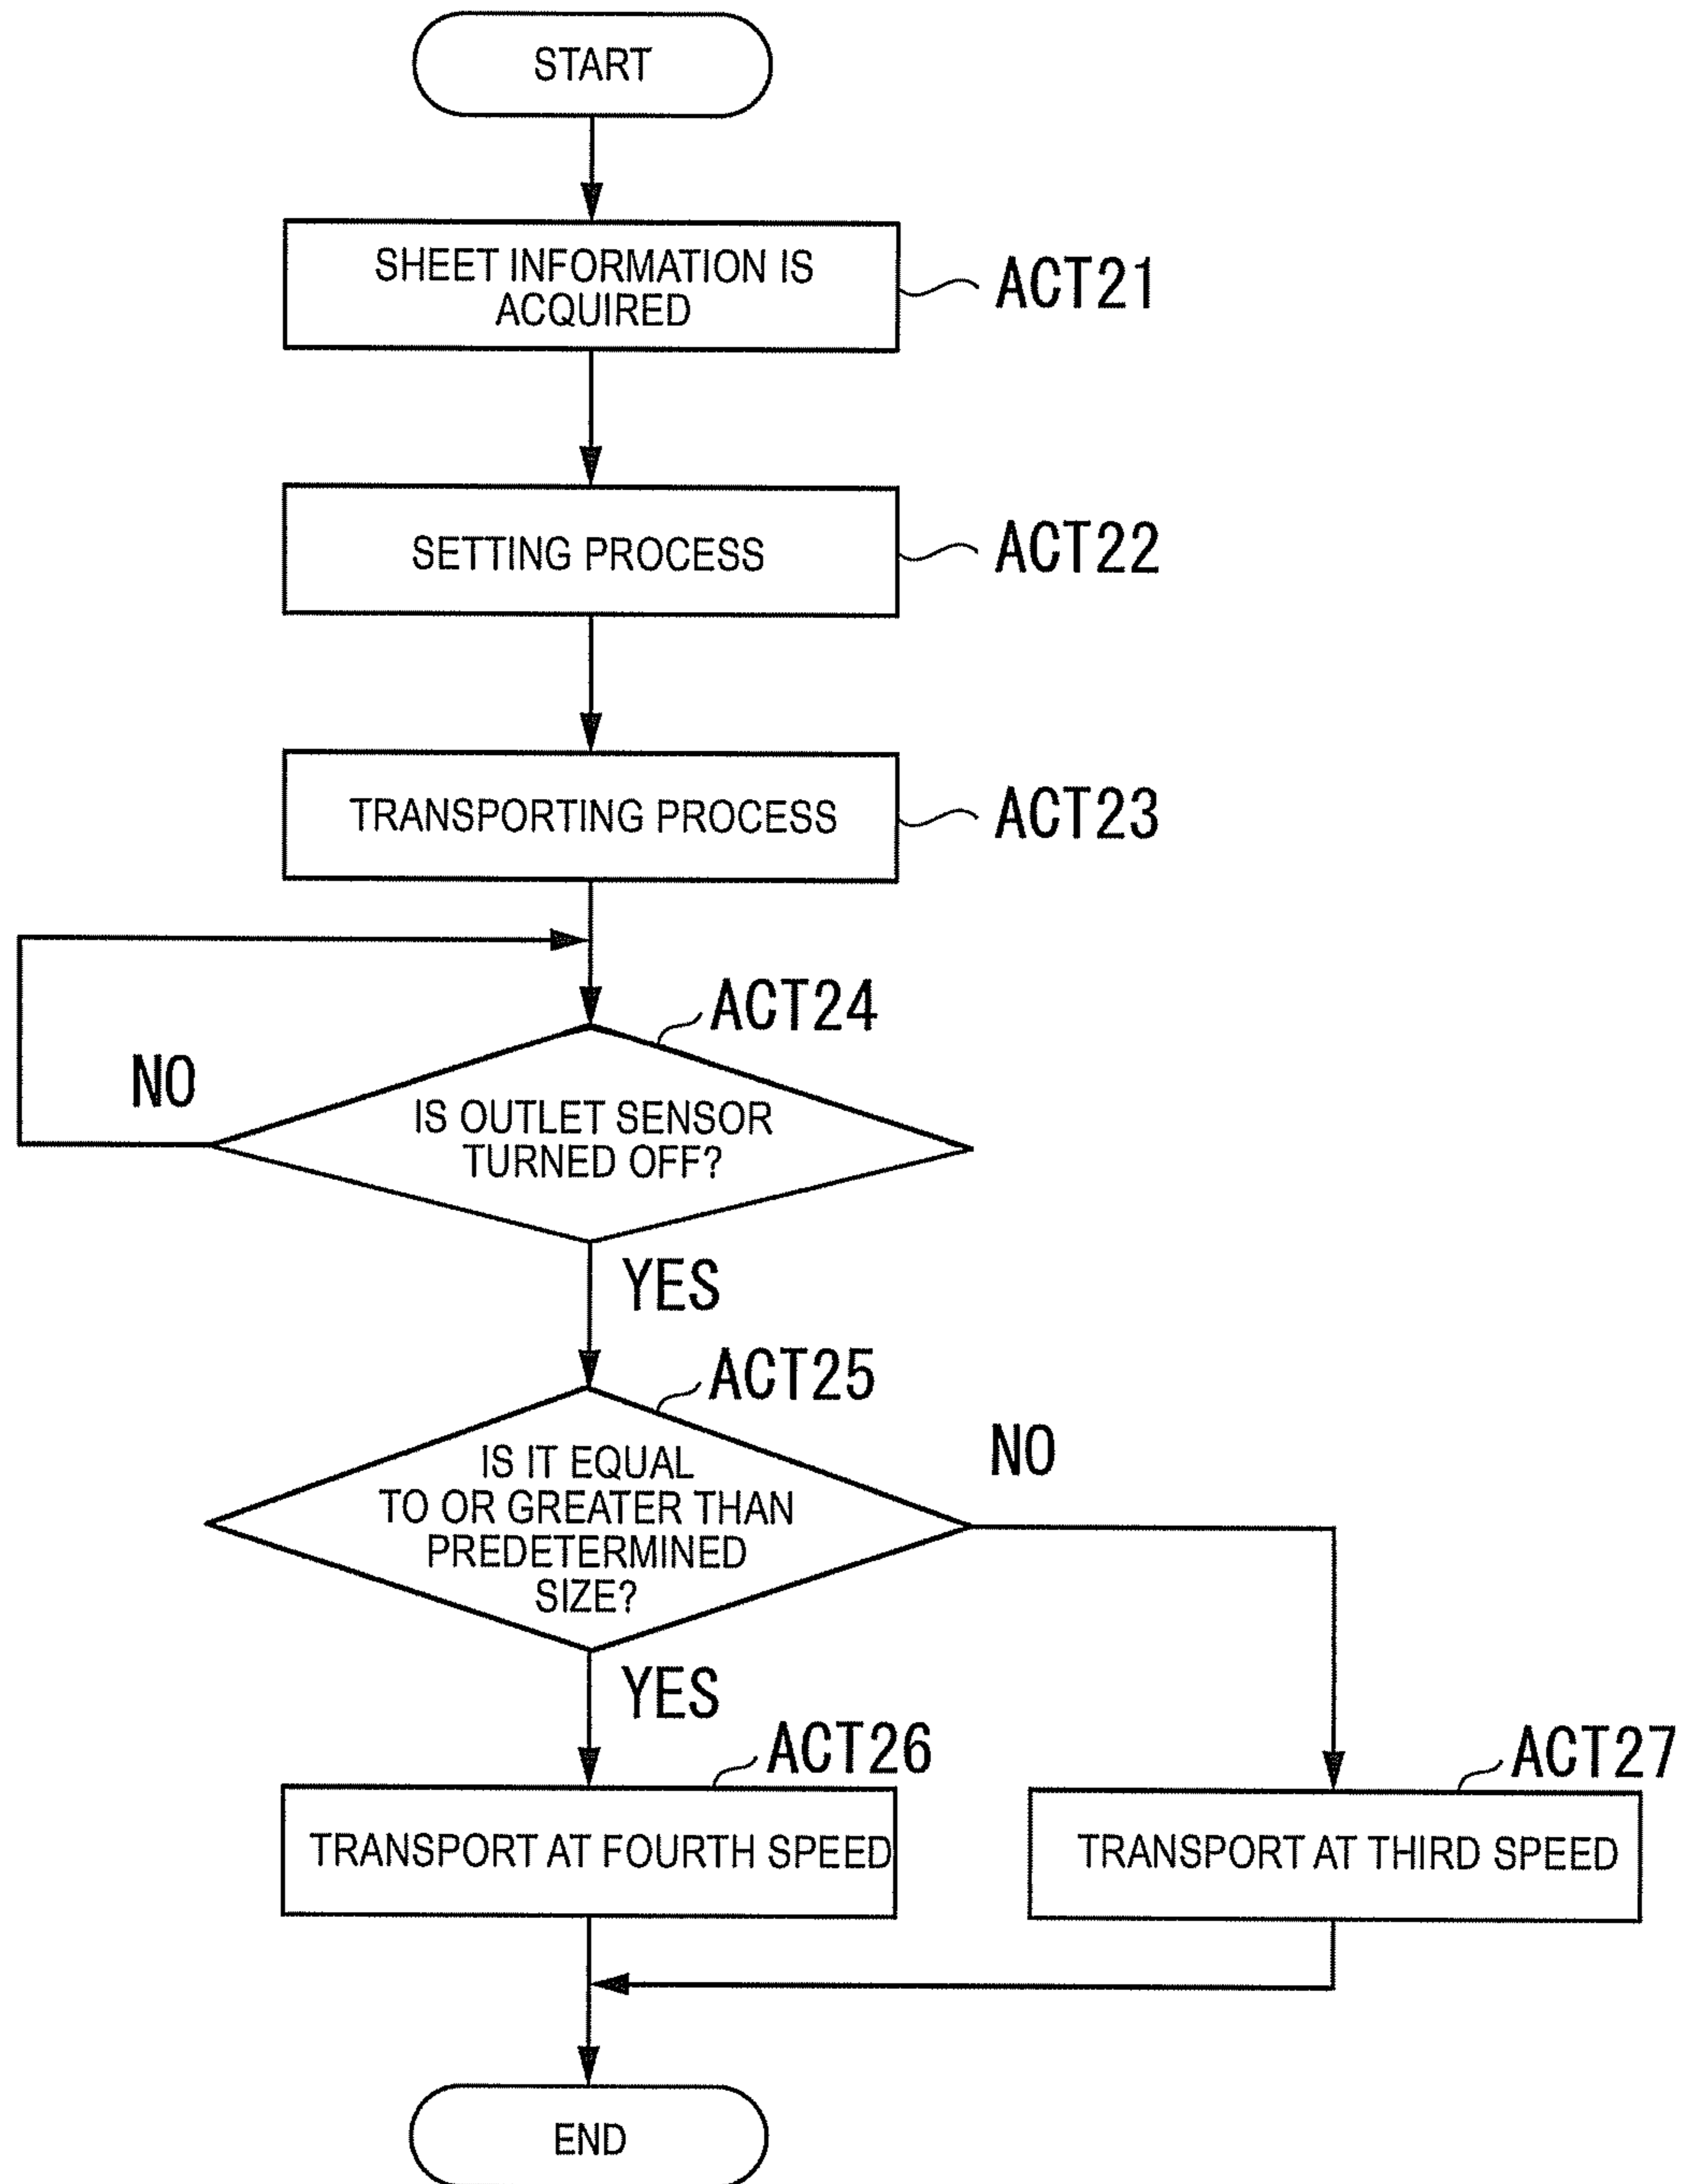 START
SHEET INFORMATION IS
ACQUIRED
ACT21
SETTING PROCESS
ACT22
TRANSPORTING PROCESS
ACT23
ACT24
NO
IS OUTLET SENSOR
TURNED OFF?
YES
ACT25
NO
IS IT EQUAL
TO OR GREATER THAN
PREDETERMINED
SIZE?
YES
ACT26
ACT27
TRANSPORT AT FOURTH SPEED
TRANSPORT AT THIRD SPEED
END